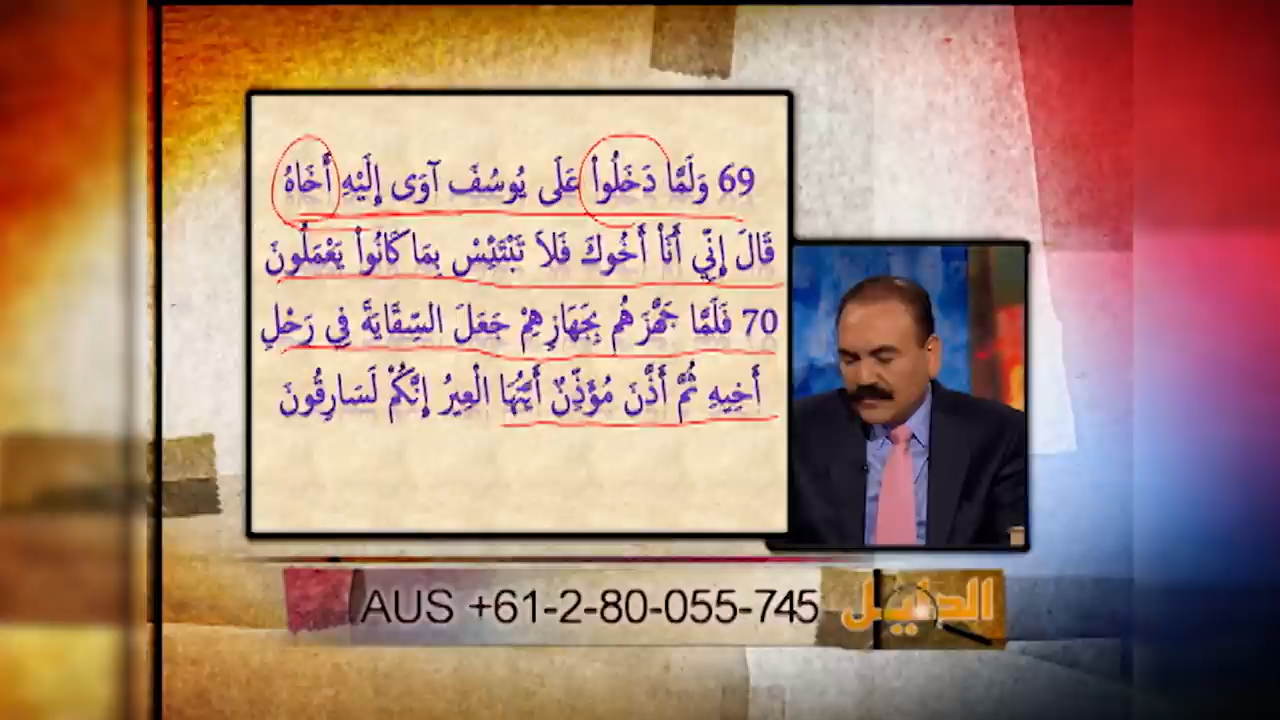 69 وَلَمَّا دَخَلُواْ عَلَى يُوسُفَ آوَى إِلَيْهِ أَخَاهُ
قَالَ إِنِّي أَنَاْ أَخُوكَ فَلاَ تَبْتَئِسْ بِمَا كَانُواْ يَعْمَلُونَ
70 فَلَمَّا جَهَّزَهُم بِجَهَازِهِمْ جَعَلَ السِّقَايَةَ فِي رَحْلِ
أَخِيهِ ثُمَّ أَذَّنَ مُؤَذِّنٌ أَيَّتُهَا الْعِيرُ إِنَّكُمْ لَسَارِقُونَ
AUS +61-2-80-055-745
الدليل